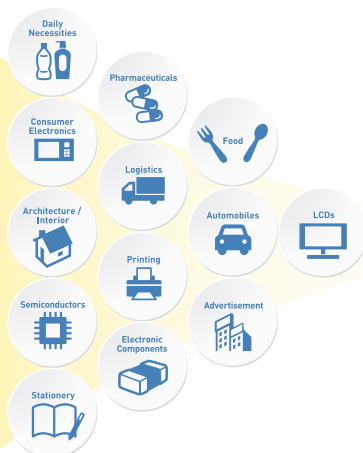 Daily
Necessities
Pharmaceuticals
Consumer
Electronics
Food
Logistics
Architecture /
Interior
Automobiles
LCDs
Printing
Semiconductors
Advertisement
Electronic
Components
Stationery